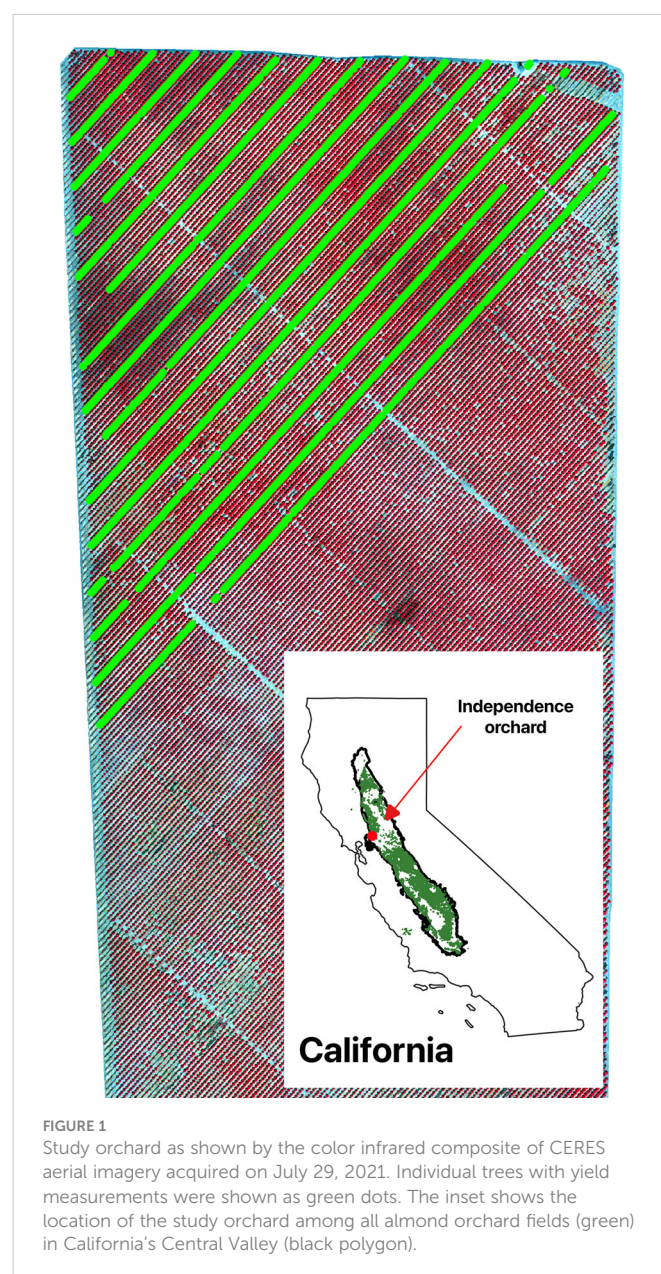 Independence
orchard
California
FIGURE 1
Study orchard as shown by the color infrared composite of CERES
aerial imagery acquired on July 29, 2021. Individual trees with yield
measurements were shown as green dots. The inset shows the
location of the study orchard among all almond orchard fields (green)
in California's Central Valley (black polygon).